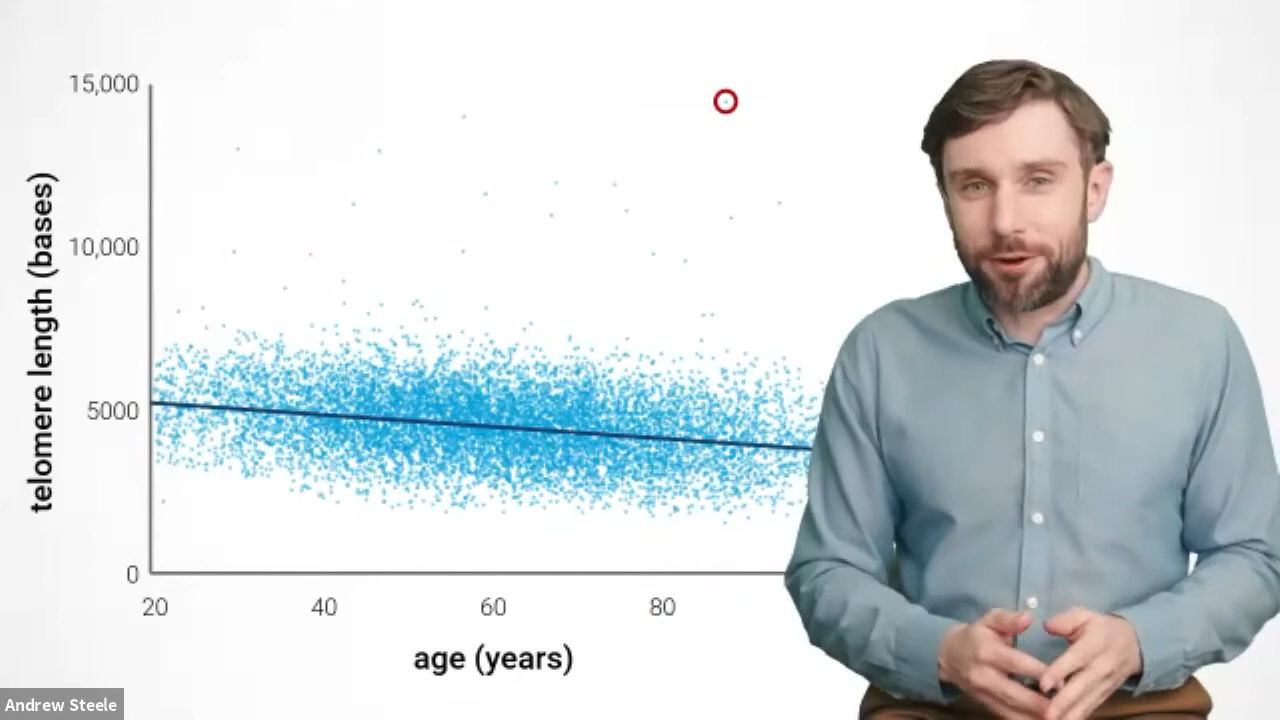 15,000
10,000
5000
0
telomere length (bases)
20 40 60 80
age (years)
Andrew Steele